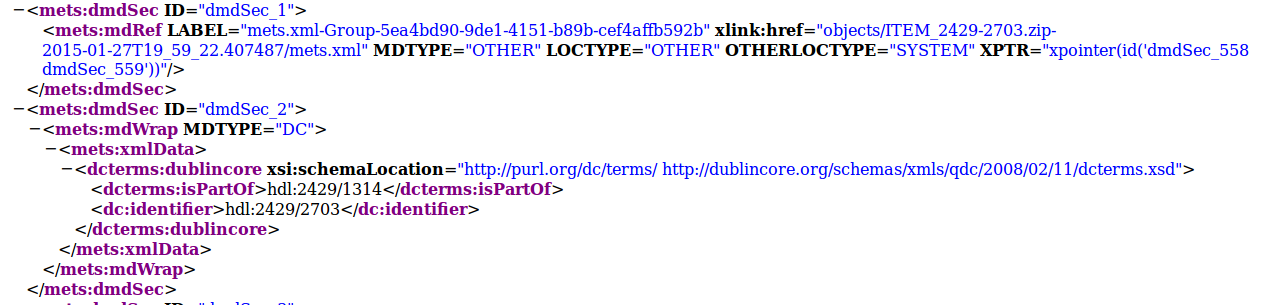 −<mets:dmdSec ID="dmdSec_1">
<mets:mdRef LABEL="mets.xml-Group-5ea4bd90-9de1-4151-b89b-cef4affb592b" xlink:href="objects/ITEM_2429-2703.zip-
2015-01-27T19_59_22.407487/mets.xml" MDTYPE="OTHER" LOCTYPE="OTHER" OTHERLOCTYPE="SYSTEM" XPTR="xpointer(id('dmdSec_558
dmdSec_559'))"/>
</mets:dmdSec>
−<mets:dmdSec ID="dmdSec_2">
−<mets:mdWrap MDTYPE="DC">
−<mets:xmlData>
−<dcterms:dublincore xsi:schemaLocation="http://purl.org/dc/terms/ http://dublincore.org/schemas/xmls/qdc/2008/02/11/dcterms.xsd">
<dcterms:isPartOf>hdl:2429/1314</dcterms:isPartOf>
<dc:identifier>hdl:2429/2703</dc:identifier>
</dcterms:dublincore>
</mets:xmlData>
</mets:mdWrap>
</mets:dmdSec>